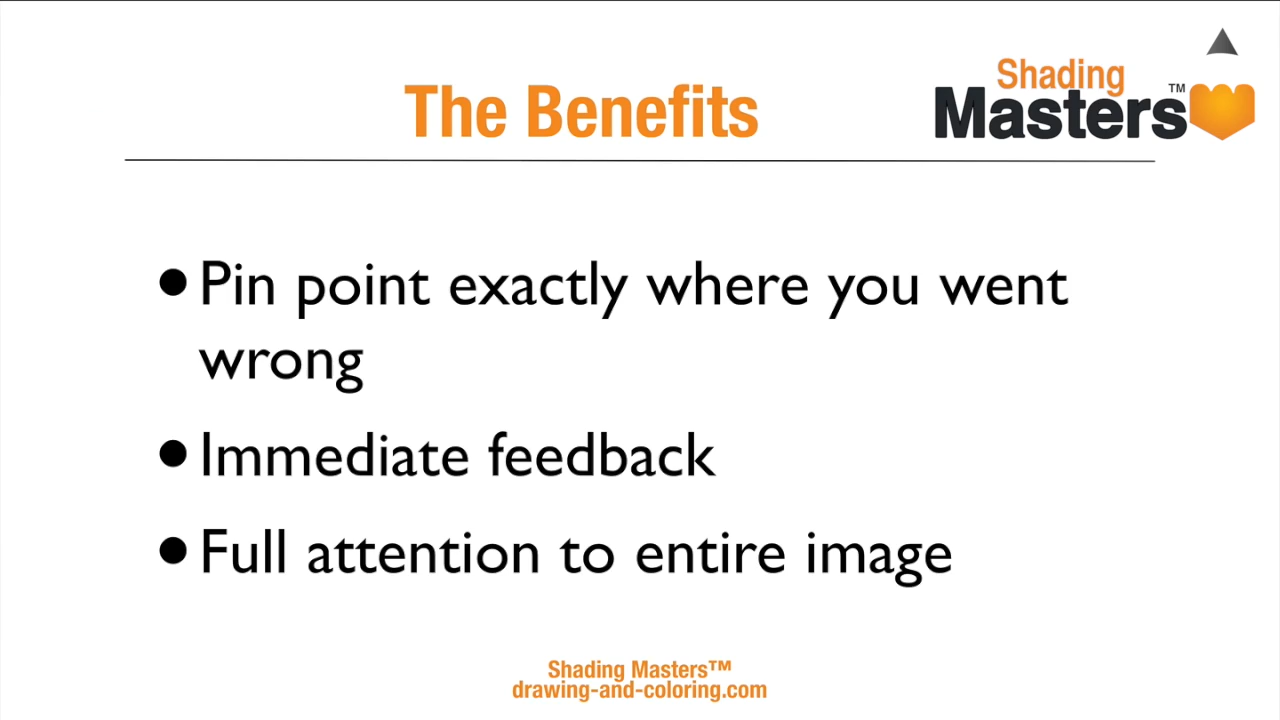 The Benefits
Shading
Masters™
• Pin point exactly where you went
wrong
• Immediate feedback
• Full attention to entire image
Shading Masters™
drawing-and-coloring.com